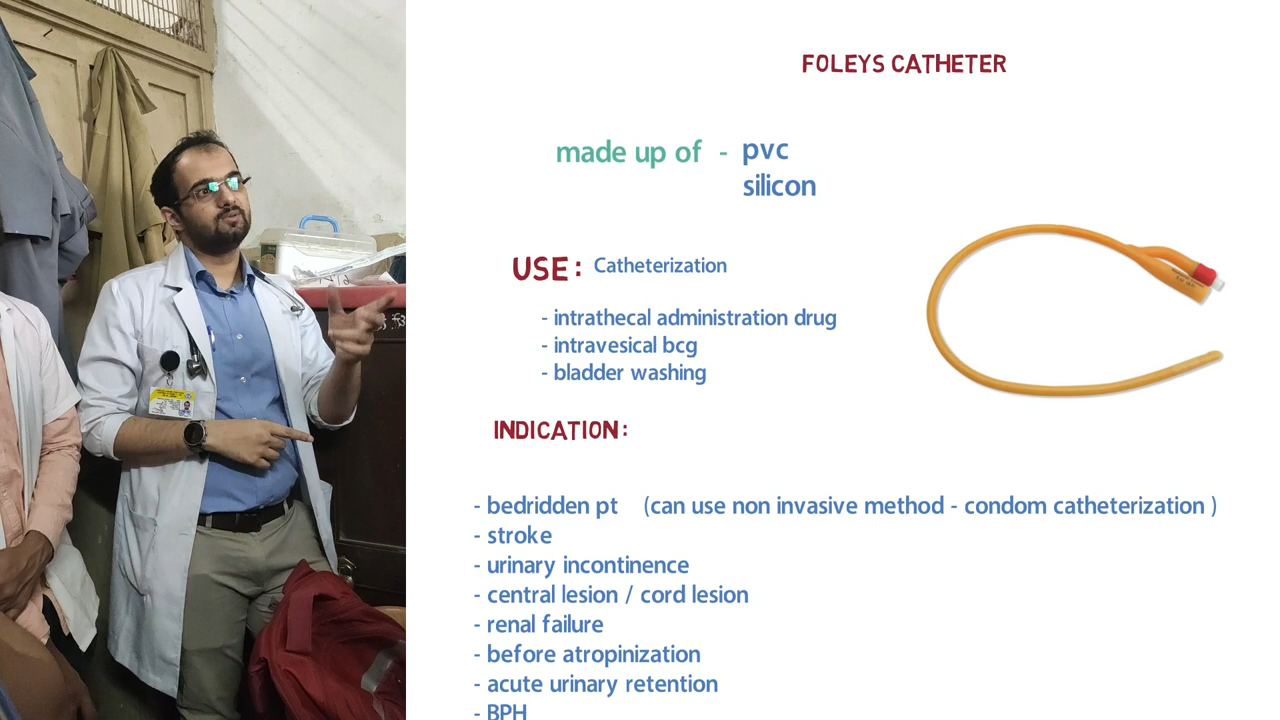 FOLEYS CATHETER
made up of - pvc
silicon
USE: Catheterization
- intrathecal administration drug
- intravesical bcg
- bladder washing
INDICATION:
- bedridden pt (can use non invasive method - condom catheterization )
- stroke
- urinary incontinence
- central lesion / cord lesion
- renal failure
- before atropinization
- acute urinary retention
- BPH